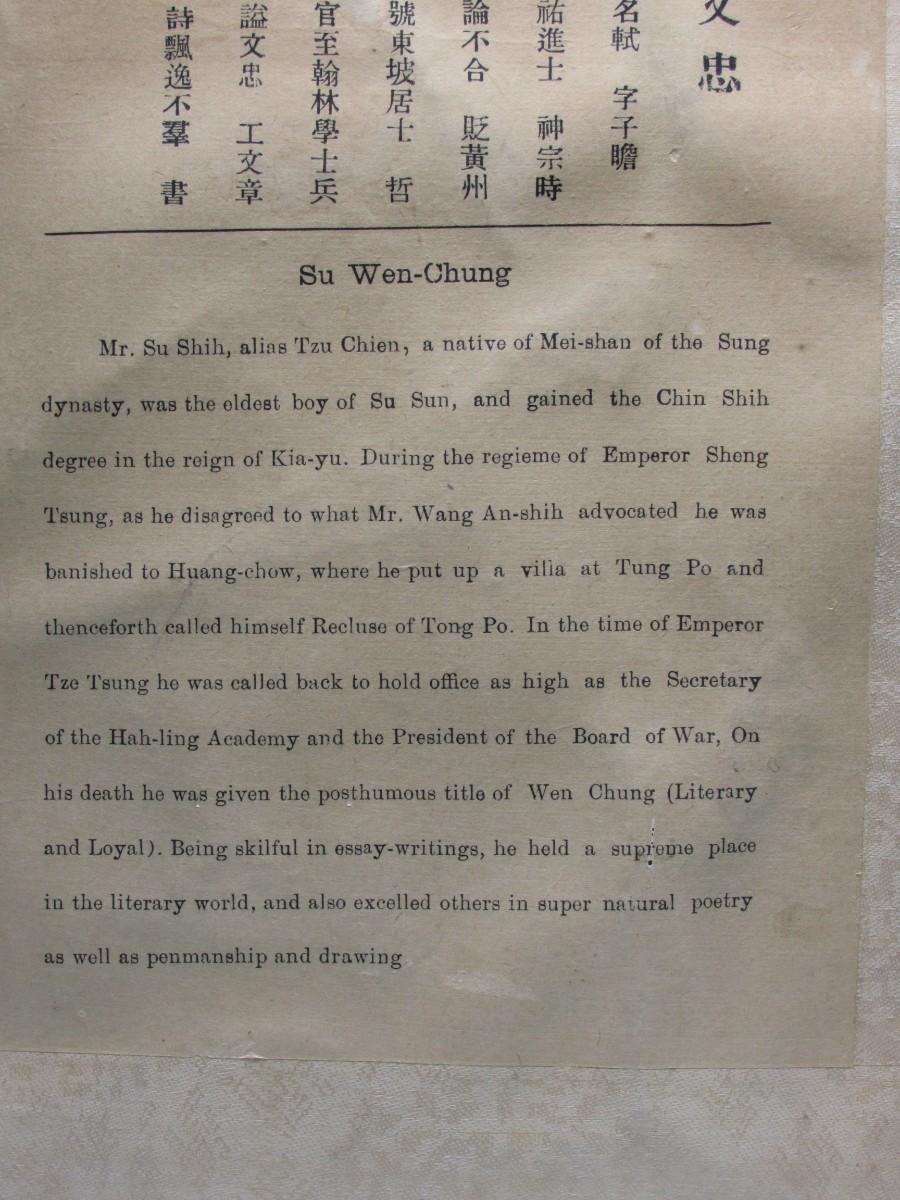 文忠
名軾 字子瞻
祐進士 神宗時
論不合 貶黃州
號東坡居士 哲
官至翰林學士兵
謚文忠 工文章
詩飄逸不羣 書
Su Wen-Chung
Mr. Su Shih, alias Tzu Chien, a native of Mei-shan of the Sung
dynasty, was the eldest boy of Su Sun, and gained the Chin Shih
degree in the reign of Kia-yu. During the regieme of Emperor Sheng
Tsung, as he disagreed to what Mr. Wang An-shih advocated he was
banished to Huang-chow, where he put up a villa at Tung Po and
thenceforth called himself Recluse of Tong Po. In the time of Emperor
Tze Tsung he was called back to hold office as high as the Secretary
of the Hah-ling Academy and the President of the Board of War, On
his death he was given the posthumous title of Wen Chung (Literary
and Loyal). Being skilful in essay-writings, he held a supreme place
in the literary world, and also excelled others in super natural poetry
as well as penmanship and drawing